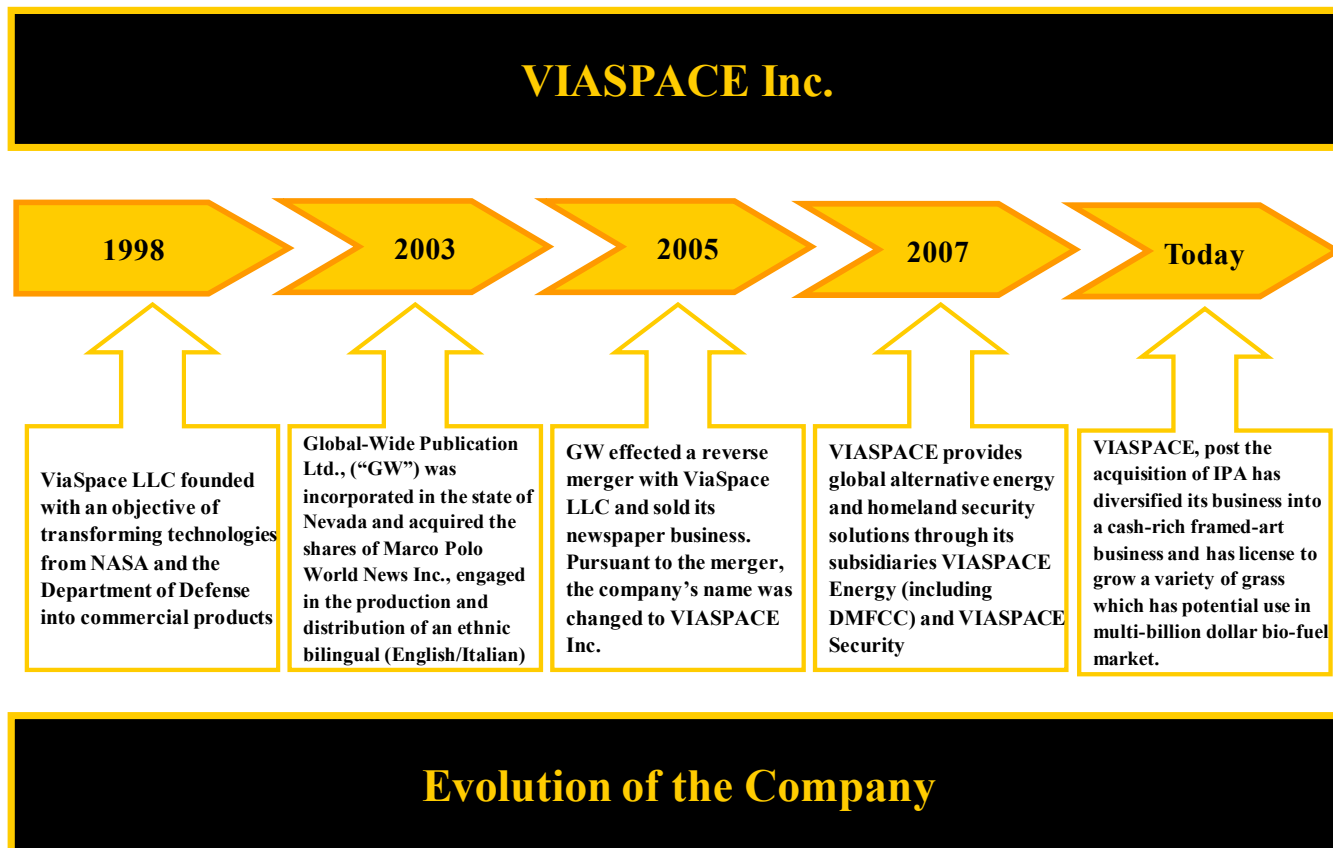 VIASPACE Inc.
1998
2003
2005
2007
Today
ViaSpace LLC founded
with an objective of
transforming technologies
from NASA and the
Department of Defense
into commercial products
Global-Wide Publication
Ltd., (“GW”) was
incorporated in the state of
Nevada and acquired the
shares of Marco Polo
World News Inc., engaged
in the production and
distribution of an ethnic
bilingual (English/Italian)
GW effected a reverse
merger with ViaSpace
LLC and sold its
newspaper business.
Pursuant to the merger,
the company’s name was
changed to VIASPACE
Inc.
VIASPACE provides
global alternative energy
and homeland security
solutions through its
subsidiaries VIASPACE
Energy (including
DMFCC) and VIASPACE
Security
VIASPACE, post the
acquisition of IPA has
diversified its business into
a cash-rich framed-art
business and has license to
grow a variety of grass
which has potential use in
multi-billion dollar bio-fuel
market.
Evolution of the Company